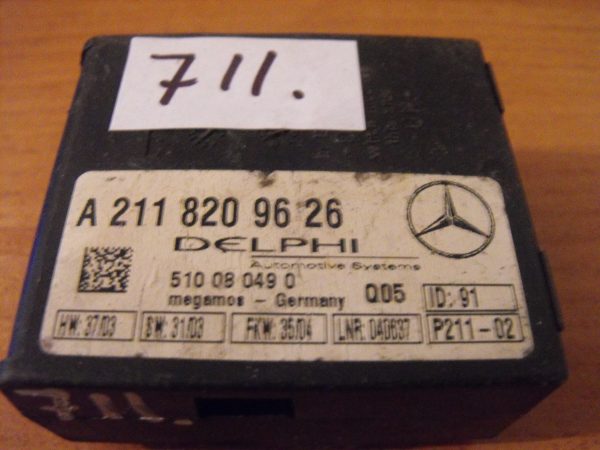 711.
A 211 820 96 26
DELPHI
Automotive Systems
510 08 049 0
megamos - Germany
Q05
ID: 91
HW: 37/03
SW: 31/03
FKW: 35/04
LNR: 040637
P211-02
711.